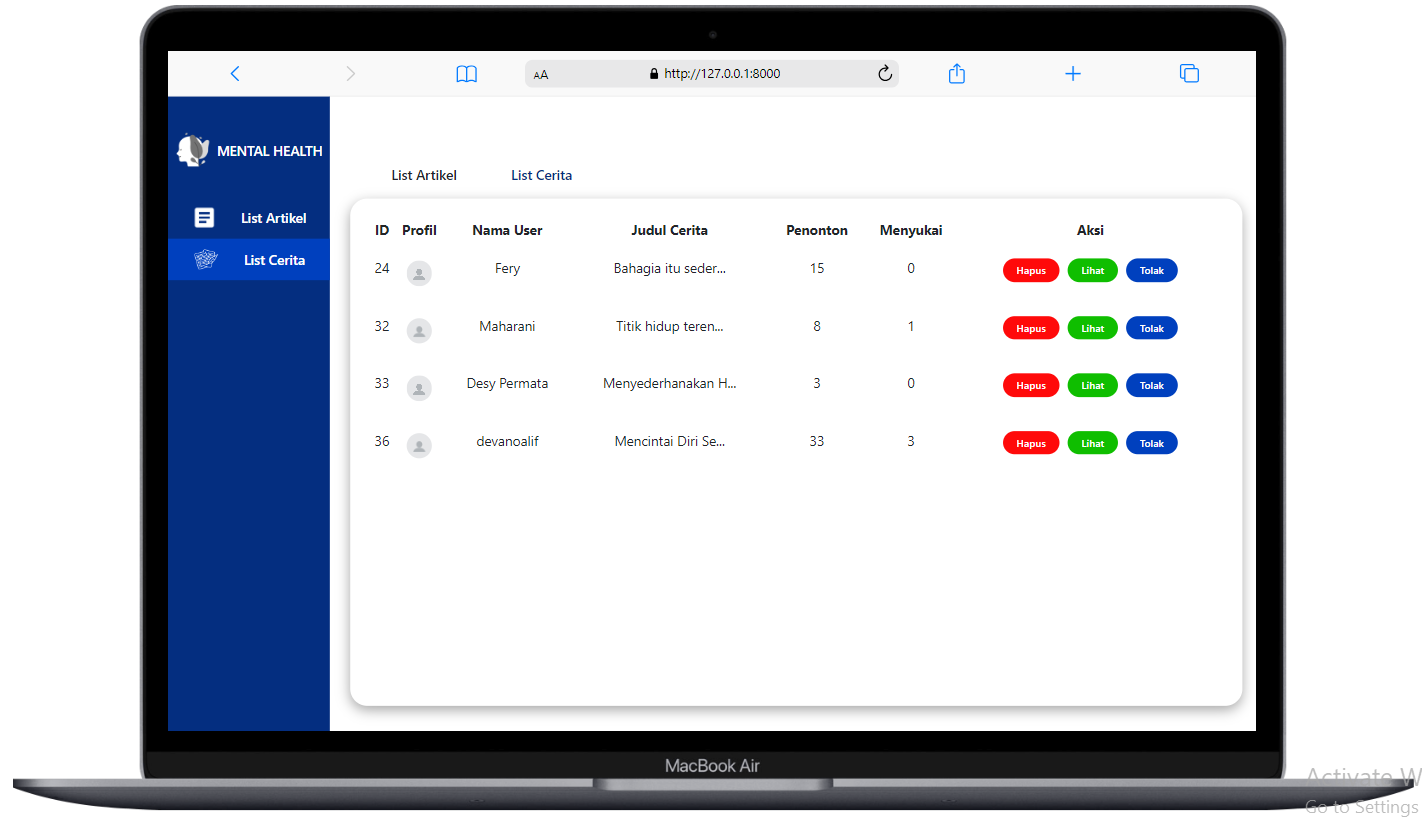 AA http://127.0.0.1:8000
MENTAL HEALTH
List Artikel List Cerita
List Artikel
List Cerita
ID Profil Nama User Judul Cerita Penonton Menyukai Aksi
24 Fery Bahagia itu seder... 15 0 Hapus Lihat Tolak
32 Maharani Titik hidup teren... 8 1 Hapus Lihat Tolak
33 Desy Permata Menyederhanakan H... 3 0 Hapus Lihat Tolak
36 devanoalif Mencintai Diri Se... 33 3 Hapus Lihat Tolak
MacBook Air
Activate W
Go to Settings